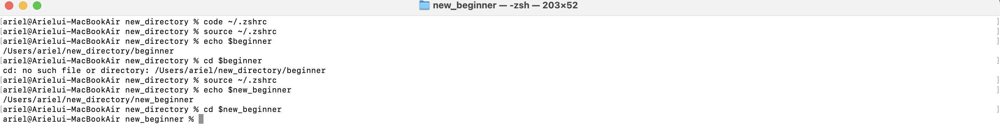 new_beginner — -zsh — 203×52
[ariel@Arielui-MacBookAir new_directory % code ~/.zshrc ]
[ariel@Arielui-MacBookAir new_directory % source ~/.zshrc ]
[ariel@Arielui-MacBookAir new_directory % echo $beginner ]
/Users/ariel/new_directory/beginner
[ariel@Arielui-MacBookAir new_directory % cd $beginner ]
cd: no such file or directory: /Users/ariel/new_directory/beginner
[ariel@Arielui-MacBookAir new_directory % source ~/.zshrc ]
[ariel@Arielui-MacBookAir new_directory % echo $new_beginner ]
/Users/ariel/new_directory/new_beginner
[ariel@Arielui-MacBookAir new_directory % cd $new_beginner ]
ariel@Arielui-MacBookAir new_beginner %